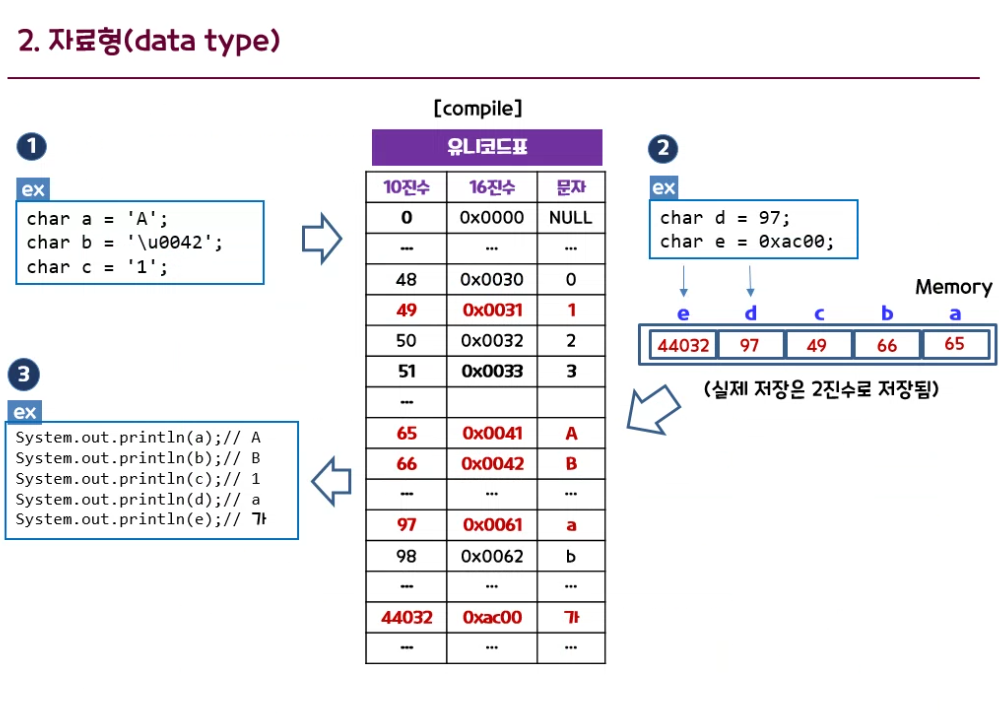 2. 자료형(data type)
[compile]
1
ex
char a = 'A';
char b = '\u0042';
char c = '1';
유니코드표
10진수 16진수 문자
0 0x0000 NULL
... ... ...
48 0x0030 0
49 0x0031 1
50 0x0032 2
51 0x0033 3
...
65 0x0041 A
66 0x0042 B
... ... ...
97 0x0061 a
98 0x0062 b
... ... ...
44032 0xac00 가
... ... ...
2
ex
char d = 97;
char e = 0xac00;
Memory
e d c b a
44032 97 49 66 65
(실제 저장은 2진수로 저장됨)
3
ex
System.out.println(a);// A
System.out.println(b);// B
System.out.println(c);// 1
System.out.println(d);// a
System.out.println(e);// 가